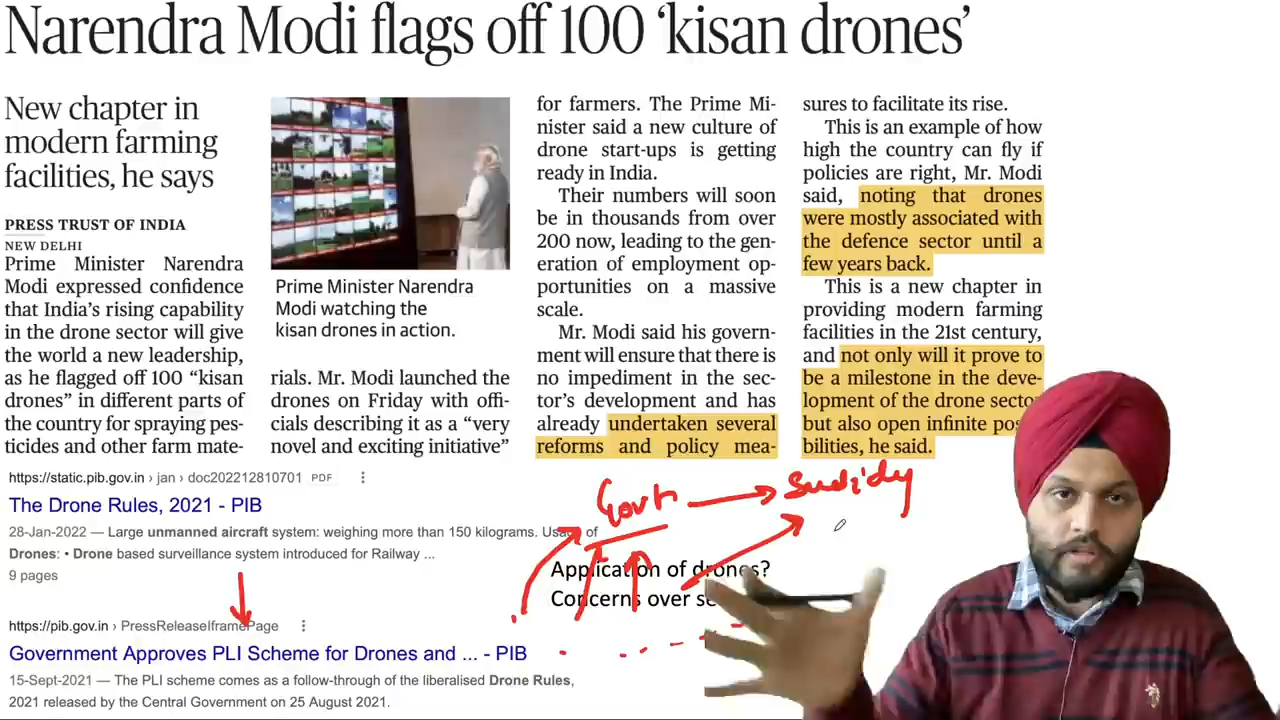 Narendra Modi flags off 100 ‘kisan drones’
New chapter in
modern farming
facilities, he says
PRESS TRUST OF INDIA
NEW DELHI
Prime Minister Narendra
Modi expressed confidence
that India’s rising capability
in the drone sector will give
the world a new leadership,
as he flagged off 100 “kisan
drones” in different parts of
the country for spraying pes-
ticides and other farm mate-
Prime Minister Narendra
Modi watching the
kisan drones in action.
rials. Mr. Modi launched the
drones on Friday with offi-
cials describing it as a “very
novel and exciting initiative”
for farmers. The Prime Mi-
nister said a new culture of
drone start-ups is getting
ready in India.
Their numbers will soon
be in thousands from over
200 now, leading to the gen-
eration of employment op-
portunities on a massive
scale.
Mr. Modi said his govern-
ment will ensure that there is
no impediment in the sec-
tor’s development and has
already undertaken several
reforms and policy mea-
sures to facilitate its rise.
This is an example of how
high the country can fly if
policies are right, Mr. Modi
said, noting that drones
were mostly associated with
the defence sector until a
few years back.
This is a new chapter in
providing modern farming
facilities in the 21st century,
and not only will it prove to
be a milestone in the deve-
lopment of the drone secto
but also open infinite pos
bilities, he said.
https://static.pib.gov.in › jan › doc202212810701 PDF
The Drone Rules, 2021 - PIB
28-Jan-2022 — Large unmanned aircraft system: weighing more than 150 kilograms. Usage of
Drones: • Drone based surveillance system introduced for Railway ...
9 pages
https://pib.gov.in › PressReleaseIframePage
Government Approves PLI Scheme for Drones and ... - PIB
15-Sept-2021 — The PLI scheme comes as a follow-through of the liberalised Drone Rules,
2021 released by the Central Government on 25 August 2021.
Govt Subsidy
Application of drones?
Concerns over